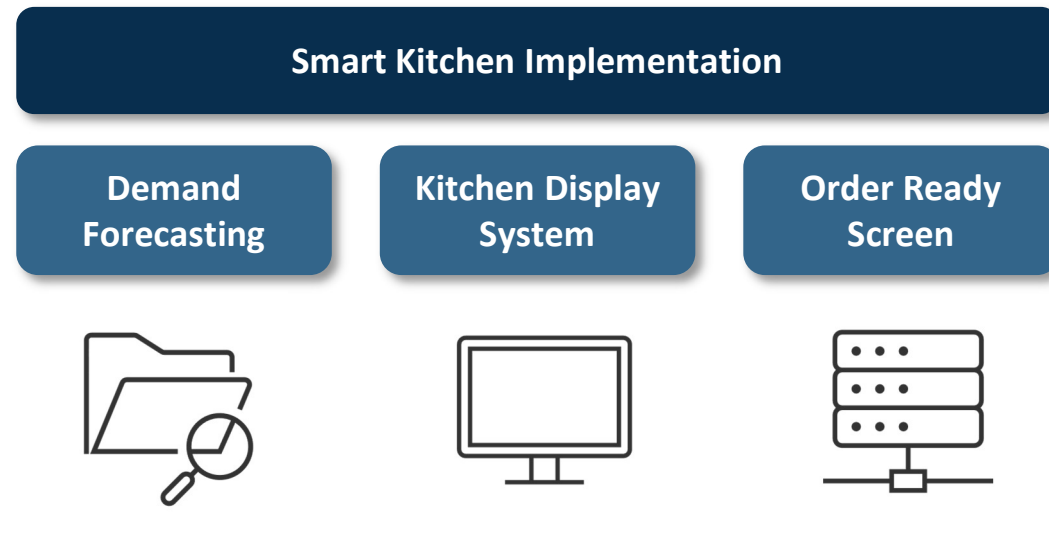 Smart Kitchen Implementation
Demand
Forecasting
Kitchen Display
System
Order Ready
Screen